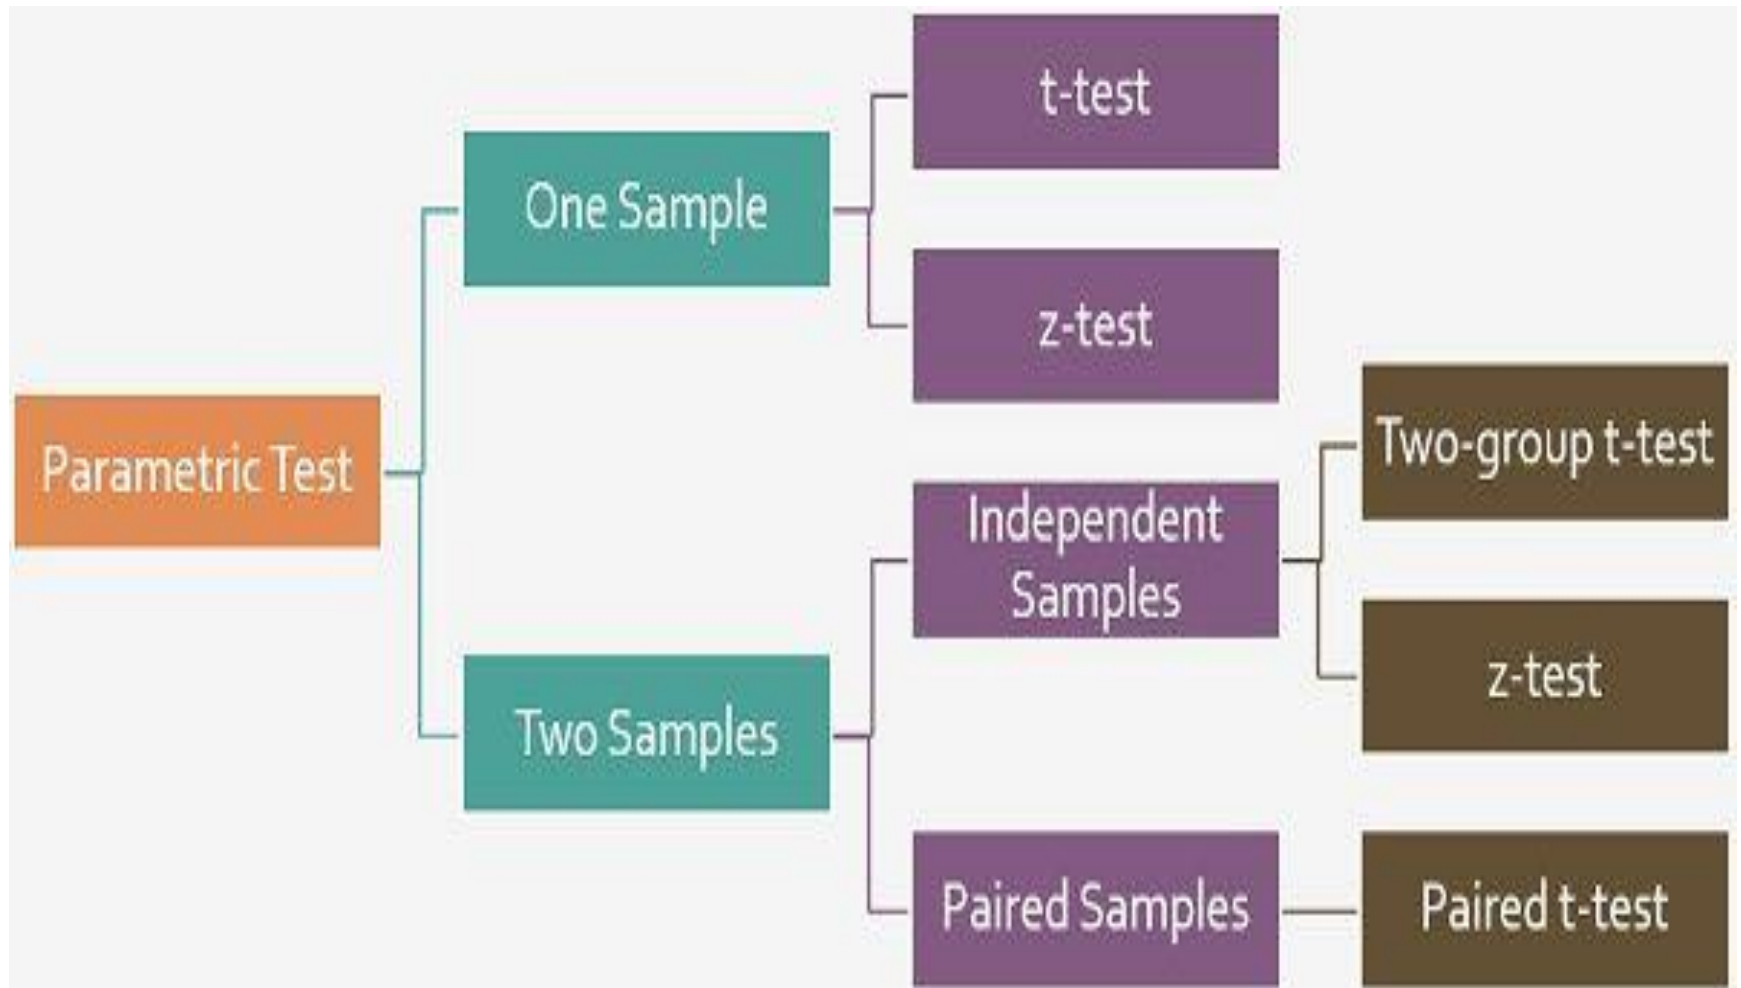 Parametric Test
One Sample
t-test
z-test
Two Samples
Independent
Samples
Two-group t-test
z-test
Paired Samples
Paired t-test